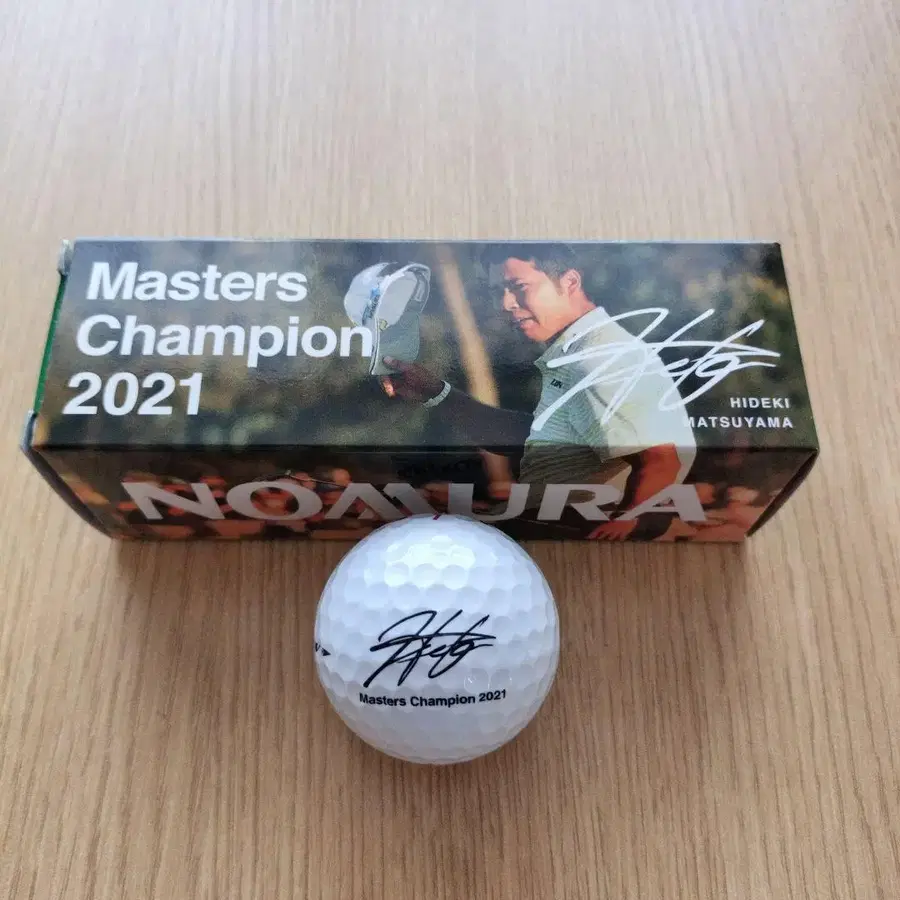 Masters
Champion
2021
HIDEKI
MATSUYAMA
NOMURA
Masters Champion 2021